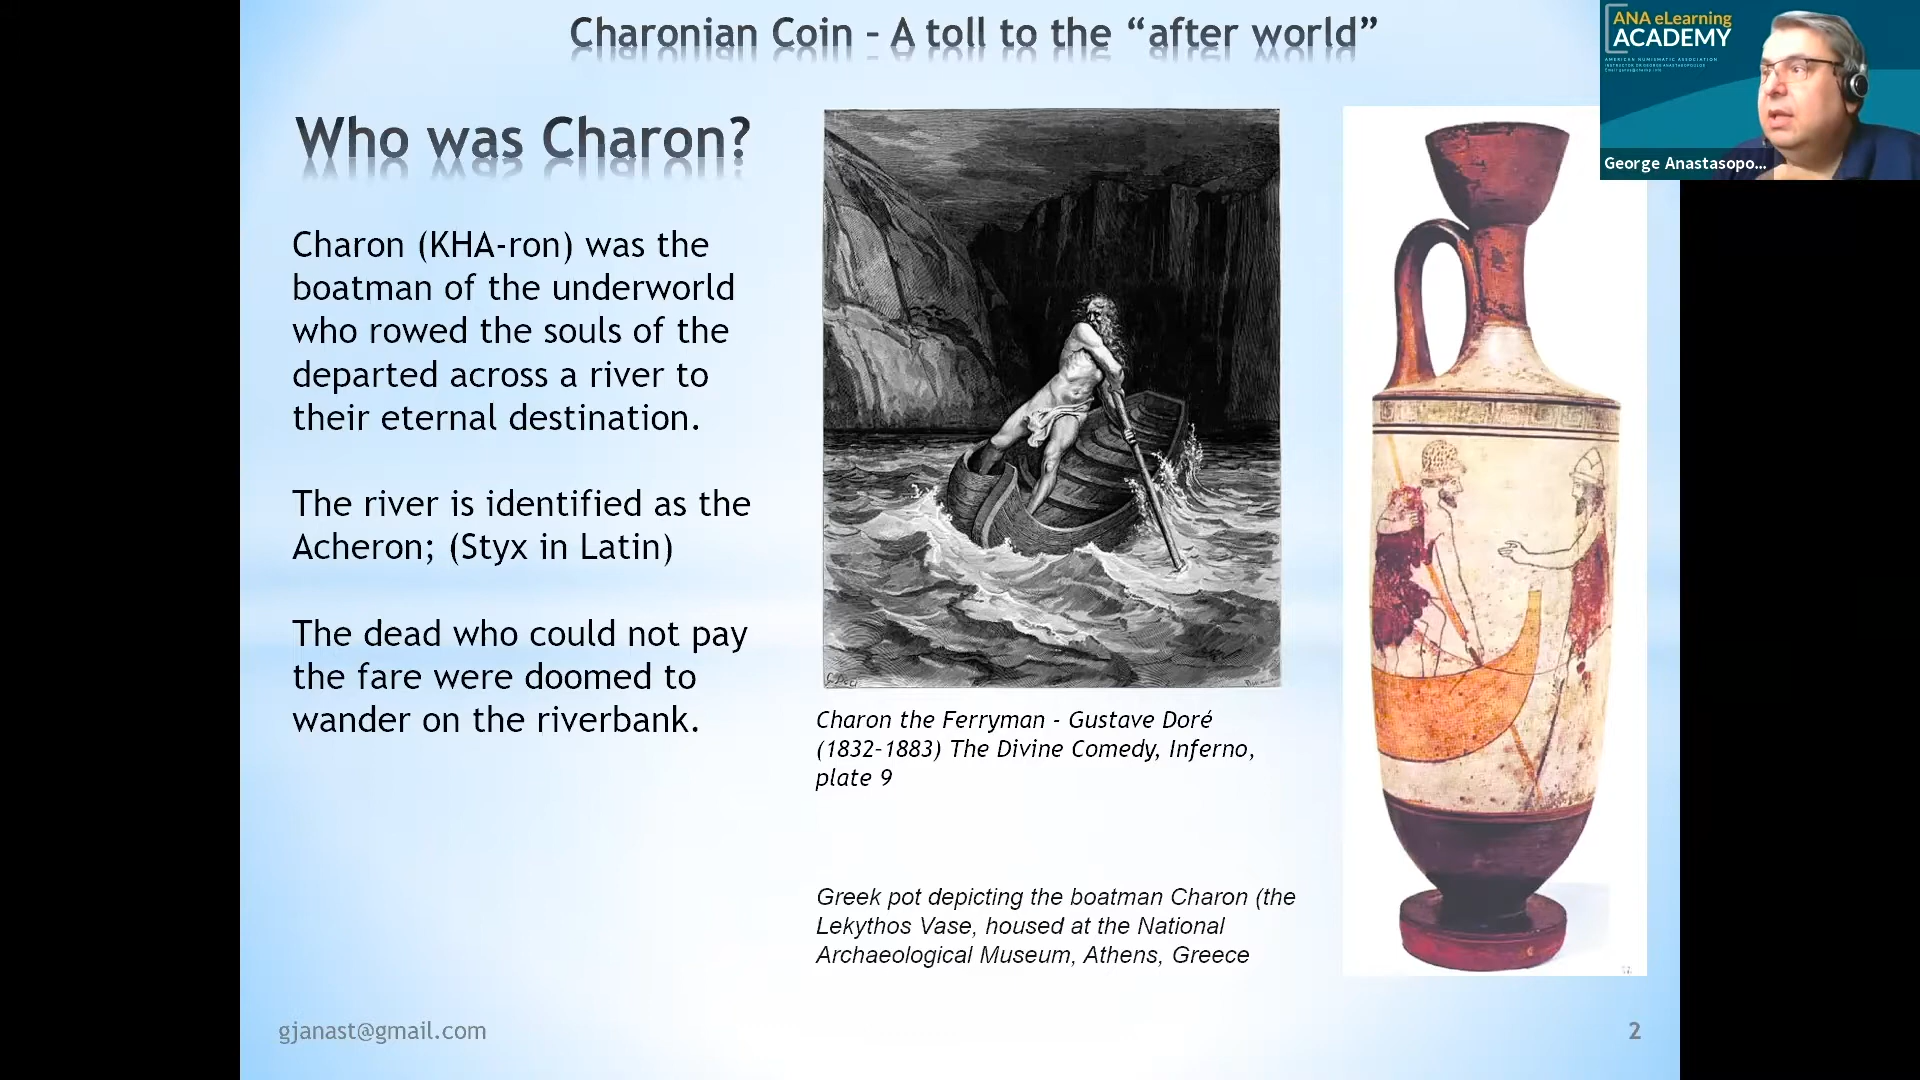 Charonian Coin – A toll to the “after world”
ANA eLearning
ACADEMY
AMERICAN NUMISMATIC ASSOCIATION
George Anastasopo...
Who was Charon?
Charon (KHA-ron) was the
boatman of the underworld
who rowed the souls of the
departed across a river to
their eternal destination.
The river is identified as the
Acheron; (Styx in Latin)
The dead who could not pay
the fare were doomed to
wander on the riverbank.
Charon the Ferryman - Gustave Doré
(1832-1883) The Divine Comedy, Inferno,
plate 9
Greek pot depicting the boatman Charon (the
Lekythos Vase, housed at the National
Archaeological Museum, Athens, Greece
gjanast@gmail.com
2